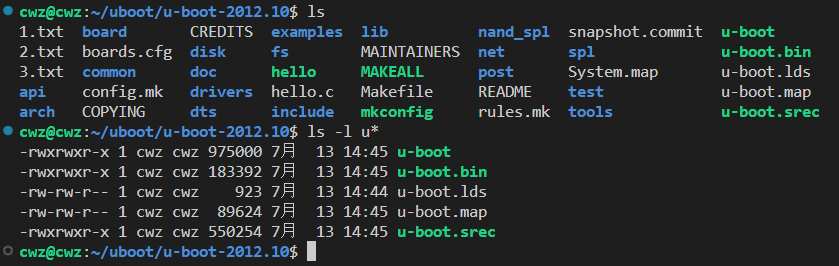 cwz@cwz:~/uboot/u-boot-2012.10$ ls
1.txt board CREDITS examples lib nand_spl snapshot.commit u-boot
2.txt boards.cfg disk fs MAINTAINERS net spl u-boot.bin
3.txt common doc hello MAKEALL post System.map u-boot.lds
api config.mk drivers hello.c Makefile README test u-boot.map
arch COPYING dts include mkconfig rules.mk tools u-boot.srec
cwz@cwz:~/uboot/u-boot-2012.10$ ls -l u*
-rwxrwxr-x 1 cwz cwz 975000 7月 13 14:45 u-boot
-rwxrwxr-x 1 cwz cwz 183392 7月 13 14:45 u-boot.bin
-rw-rw-r-- 1 cwz cwz 923 7月 13 14:44 u-boot.lds
-rw-rw-r-- 1 cwz cwz 89624 7月 13 14:45 u-boot.map
-rwxrwxr-x 1 cwz cwz 550254 7月 13 14:45 u-boot.srec
cwz@cwz:~/uboot/u-boot-2012.10$